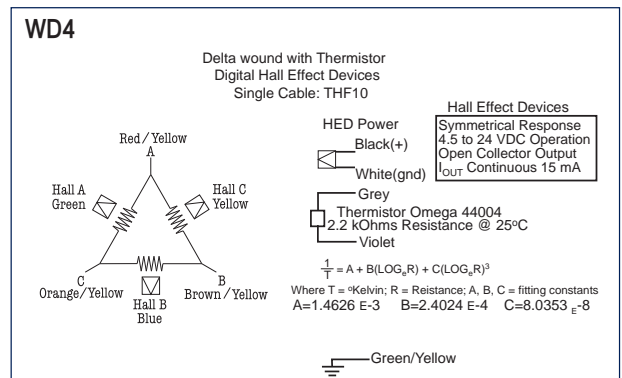 WD4
Delta wound with Thermistor
Digital Hall Effect Devices
Single Cable: THF10
Red/Yellow
A
Hall A
Green
Hall C
Yellow
C
Orange/Yellow
Hall B
Blue
B
Brown/Yellow
HED Power
Black(+)
White(gnd)
Hall Effect Devices
Symmetrical Response
4.5 to 24 VDC Operation
Open Collector Output
IOUT Continuous 15 mA
Grey
Thermistor Omega 44004
2.2 kOhms Resistance @ 25ºC
Violet
1/T = A + B(LOGeR) + C(LOGeR)³
Where T = ºKelvin; R = Reistance; A, B, C = fitting constants
A=1.4626 E-3 B=2.4024 E-4 C=8.0353 E-8
Green/Yellow